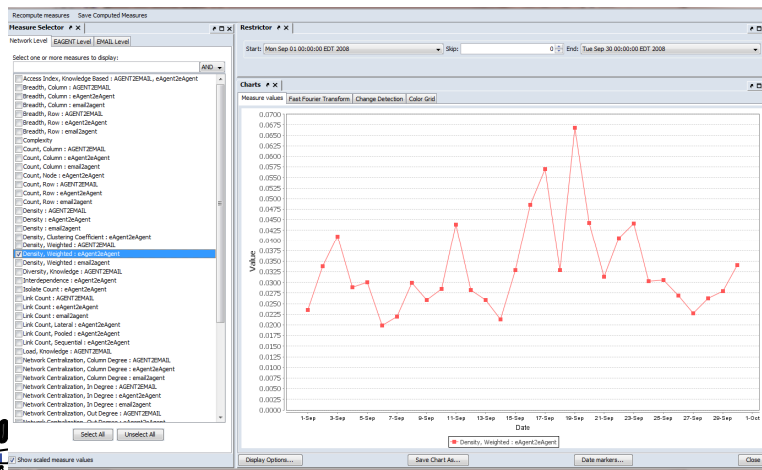 Recompute measures Save Computed Measures
Measure Selector
Network Level EAGENT Level EMAIL Level
Select one or more measures to display:
AND
Access Index, Knowledge Based : AGENT2EMAIL, eAgent2eAgent
Breadth, Column : AGENT2EMAIL
Breadth, Column : eAgent2eAgent
Breadth, Column : email2agent
Breadth, Row : AGENT2EMAIL
Breadth, Row : eAgent2eAgent
Breadth, Row : email2agent
Complexity
Count, Column : AGENT2EMAIL
Count, Column : eAgent2eAgent
Count, Column : email2agent
Count, Node : eAgent2eAgent
Count, Row : AGENT2EMAIL
Count, Row : eAgent2eAgent
Count, Row : email2agent
Density : AGENT2EMAIL
Density : eAgent2eAgent
Density : email2agent
Density, Clustering Coefficient : eAgent2eAgent
Density, Weighted : AGENT2EMAIL
Density, Weighted : eAgent2eAgent
Density, Weighted : email2agent
Diversity, Knowledge : AGENT2EMAIL
Interdependence : eAgent2eAgent
Isolate Count : eAgent2eAgent
Link Count : AGENT2EMAIL
Link Count : eAgent2eAgent
Link Count : email2agent
Link Count, Lateral : eAgent2eAgent
Link Count, Pooled : eAgent2eAgent
Link Count, Sequential : eAgent2eAgent
Load, Knowledge : AGENT2EMAIL
Network Centralization, Column Degree : AGENT2EMAIL
Network Centralization, Column Degree : eAgent2eAgent
Network Centralization, Column Degree : email2agent
Network Centralization, In Degree : AGENT2EMAIL
Network Centralization, In Degree : eAgent2eAgent
Network Centralization, In Degree : email2agent
Network Centralization, Out Degree : AGENT2EMAIL
Select All Unselect All
Show scaled measure values
Restrictor
Start: Mon Sep 01 00:00:00 EDT 2008 Skip: 0 End: Tue Sep 30 00:00:00 EDT 2008
Charts
Measure values Fast Fourier Transform Change Detection Color Grid
0.0700
0.0675
0.0650
0.0625
0.0600
0.0575
0.0550
0.0525
0.0500
0.0475
0.0450
0.0425
0.0400
0.0375
0.0350
0.0325
0.0300
0.0275
0.0250
0.0225
0.0200
0.0175
0.0150
0.0125
0.0100
0.0075
0.0050
0.0025
0.0000
Value
1-Sep 3-Sep 5-Sep 7-Sep 9-Sep 11-Sep 13-Sep 15-Sep 17-Sep 19-Sep 21-Sep 23-Sep 25-Sep 27-Sep 29-Sep 1-Oct
Date
Density, Weighted : eAgent2eAgent
Display Options... Save Chart As... Date markers... Close